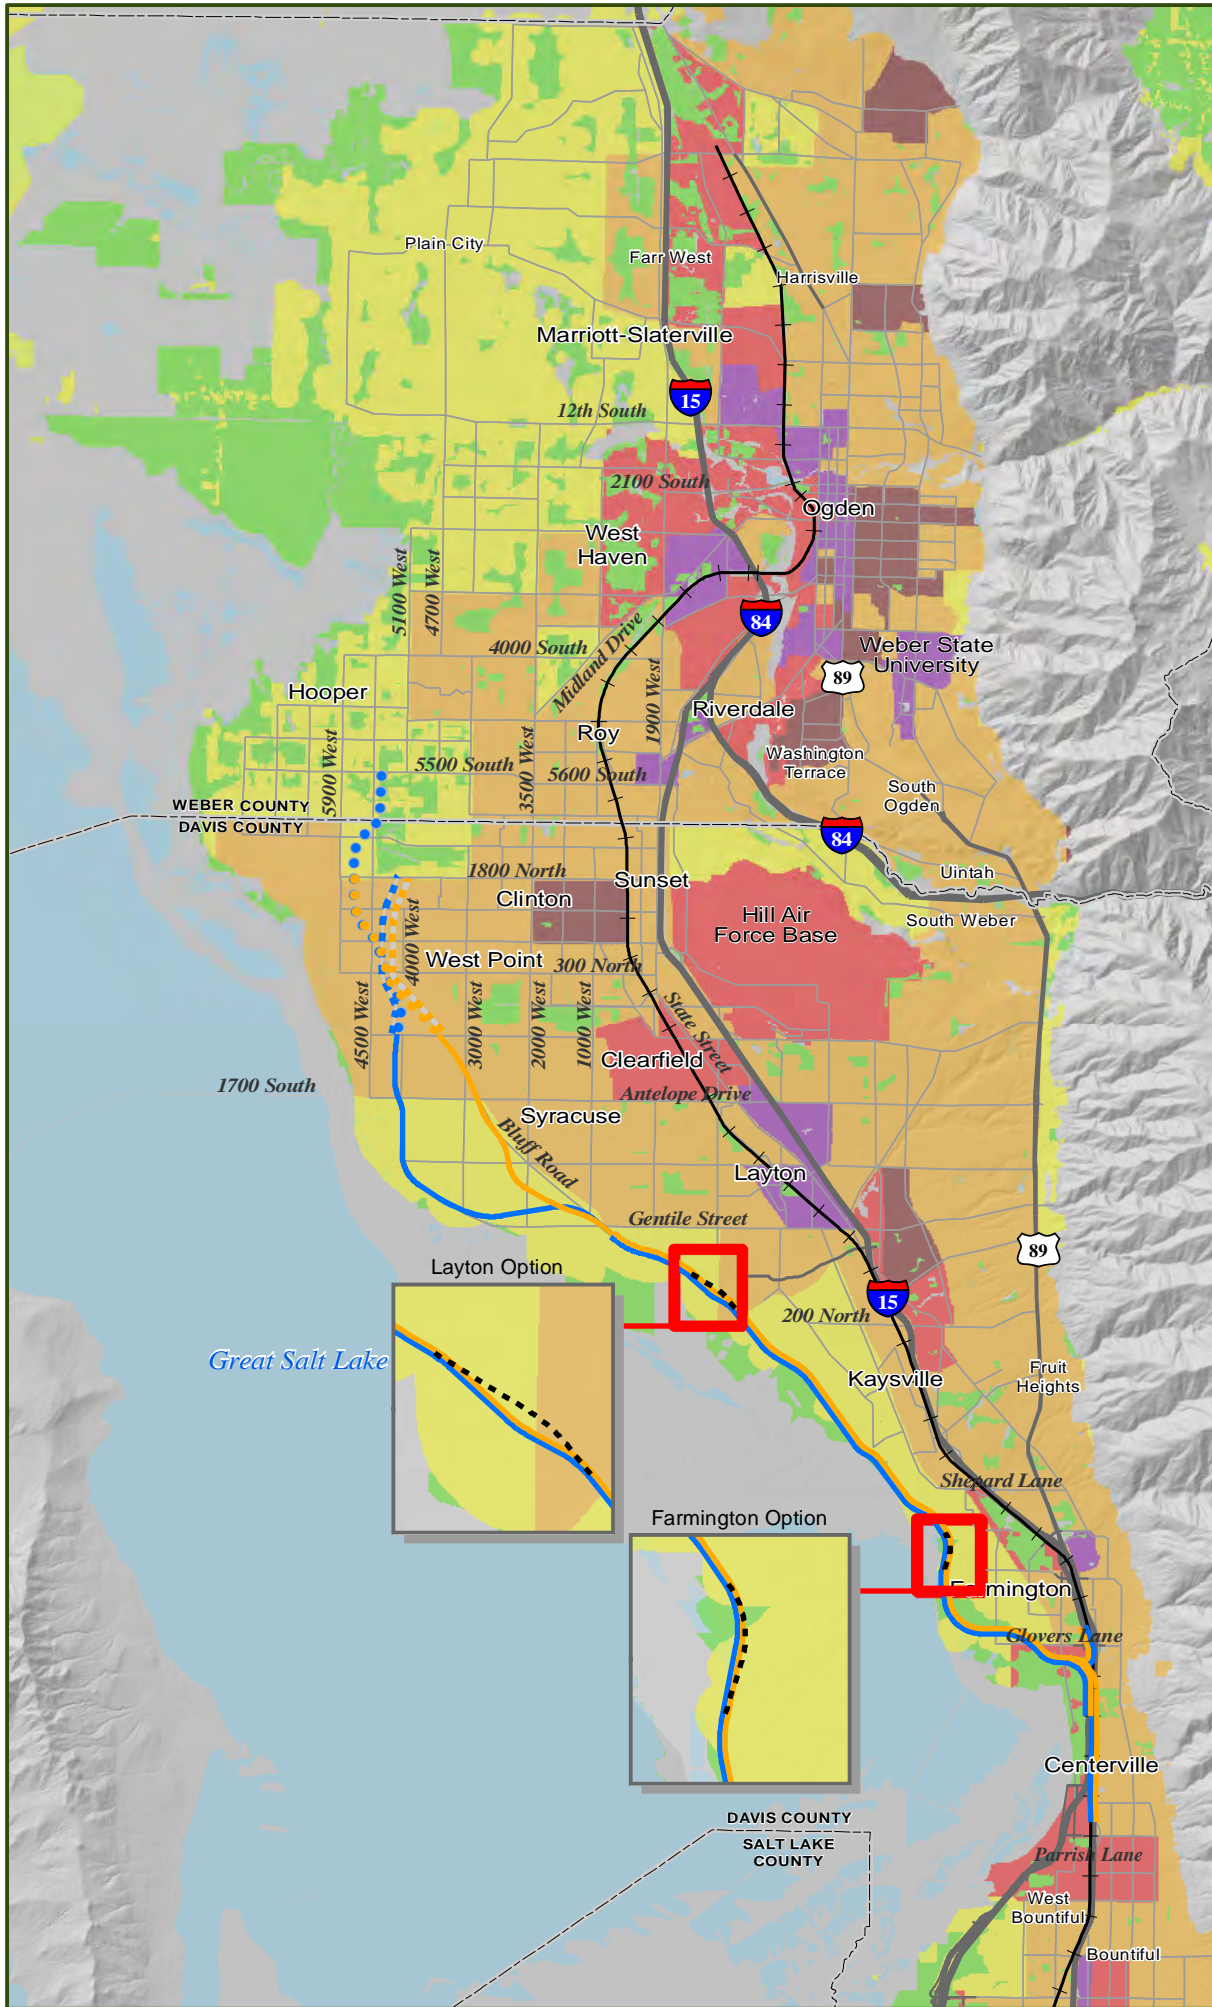 Plain City
Farr West
Harrisville
Marriott-Slaterville
15
12th South
2100 South
Ogden
West
Haven
5100 West
4700 West
84
4000 South
Midland Drive
1900 West
Weber State
University
89
Hooper
Riverdale
Roy
5900 West
3500 West
5500 South
5600 South
Washington
Terrace
South
Ogden
WEBER COUNTY
DAVIS COUNTY
84
1800 North
Sunset
Uintah
Clinton
Hill Air
Force Base
South Weber
4000 West
West Point
300 North
4500 West
3000 West
2000 West
1000 West
State Street
Clearfield
1700 South
Antelope Drive
Syracuse
Bluff Road
Layton
Gentile Street
89
Layton Option
15
200 North
Great Salt Lake
Kaysville
Fruit
Heights
Shepard Lane
Farmington Option
Farmington
Glovers Lane
Centerville
DAVIS COUNTY
SALT LAKE
COUNTY
Parrish Lane
West
Bountiful
Bountiful